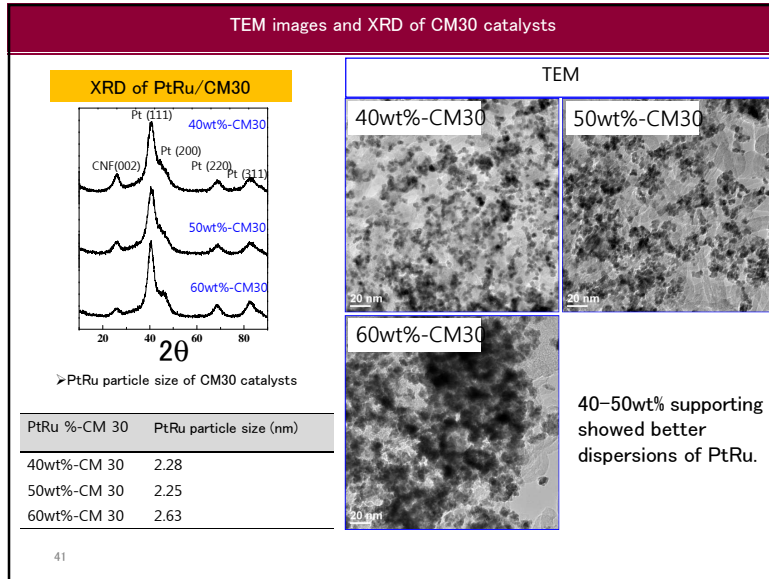 TEM images and XRD of CM30 catalysts
XRD of PtRu/CM30
Pt (111)
40wt%-CM30
Pt (200)
CNF(002)
Pt (220)
Pt (311)
50wt%-CM30
60wt%-CM30
10 20 40 60 80
2θ
➢PtRu particle size of CM30 catalysts
PtRu %-CM 30 PtRu particle size (nm)
40wt%-CM 30 2.28
50wt%-CM 30 2.25
60wt%-CM 30 2.63
TEM
40wt%-CM30
20 nm
50wt%-CM30
20 nm
60wt%-CM30
20 nm
40-50wt% supporting
showed better
dispersions of PtRu.
41